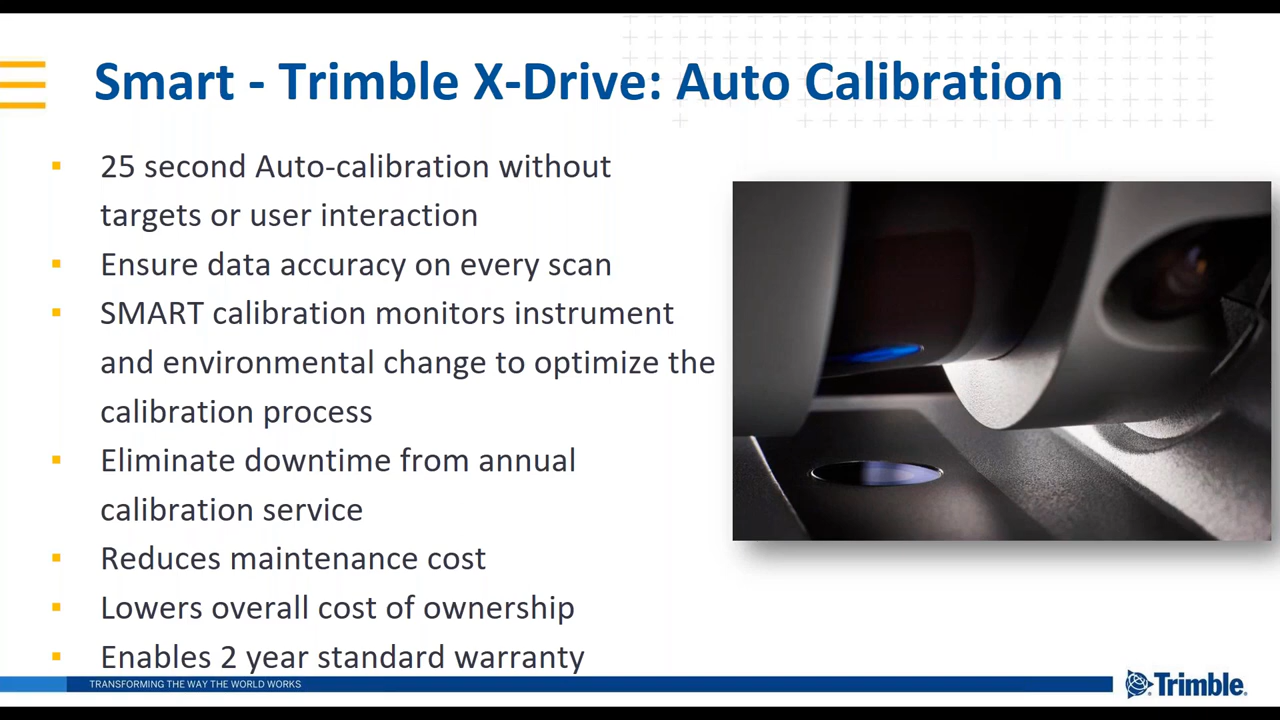 Smart - Trimble X-Drive: Auto Calibration
25 second Auto-calibration without
targets or user interaction
Ensure data accuracy on every scan
SMART calibration monitors instrument
and environmental change to optimize the
calibration process
Eliminate downtime from annual
calibration service
Reduces maintenance cost
Lowers overall cost of ownership
Enables 2 year standard warranty
TRANSFORMING THE WAY THE WORLD WORKS
Trimble